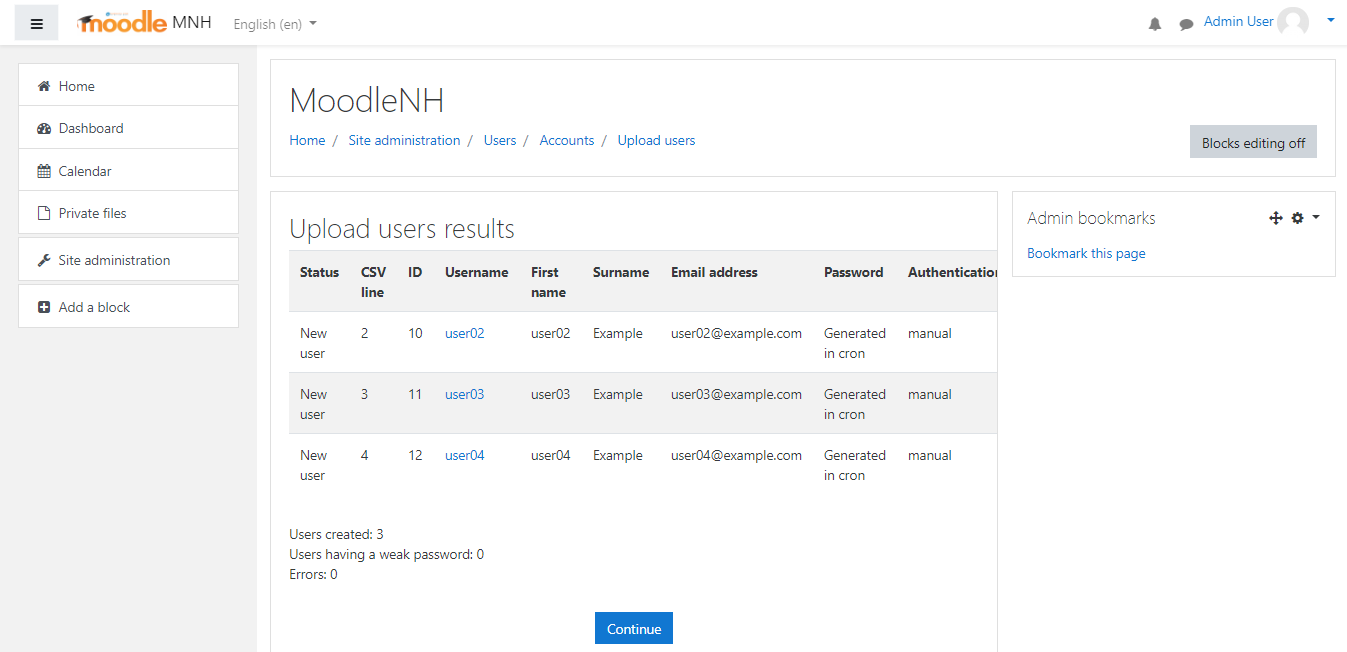 moodle MNH English (en) Admin User
Home
Dashboard
Calendar
Private files
Site administration
Add a block
MoodleNH
Home / Site administration / Users / Accounts / Upload users
Blocks editing off
Upload users results
Status CSV line ID Username First name Surname Email address Password Authentication
New user 2 10 user02 user02 Example user02@example.com Generated in cron manual
New user 3 11 user03 user03 Example user03@example.com Generated in cron manual
New user 4 12 user04 user04 Example user04@example.com Generated in cron manual
Users created: 3
Users having a weak password: 0
Errors: 0
Continue
Admin bookmarks
Bookmark this page